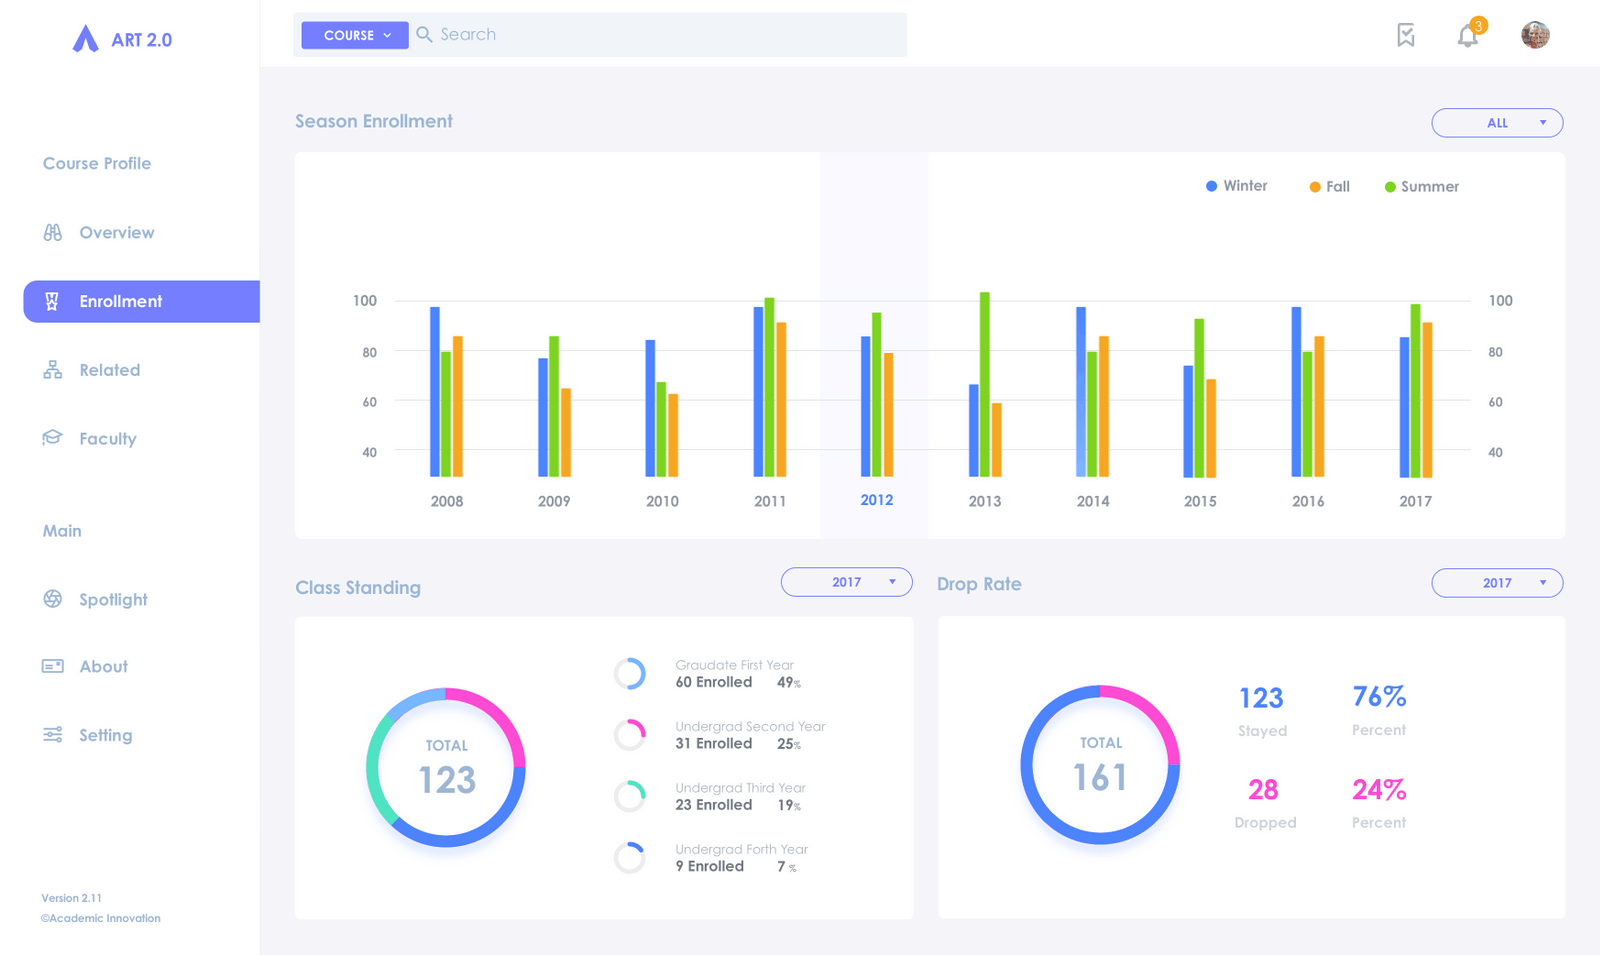 ART 2.0
COURSE
Search
3
Course Profile
Overview
Enrollment
Related
Faculty
Main
Spotlight
About
Setting
Version 2.11
©Academic Innovation
Season Enrollment
ALL
Winter Fall Summer
100 100
80 80
60 60
40 40
2008 2009 2010 2011 2012 2013 2014 2015 2016 2017
Class Standing
2017
TOTAL
123
Graudate First Year
60 Enrolled 49%
Undergrad Second Year
31 Enrolled 25%
Undergrad Third Year
23 Enrolled 19%
Undergrad Forth Year
9 Enrolled 7 %
Drop Rate
2017
TOTAL
161
123 76%
Stayed Percent
28 24%
Dropped Percent